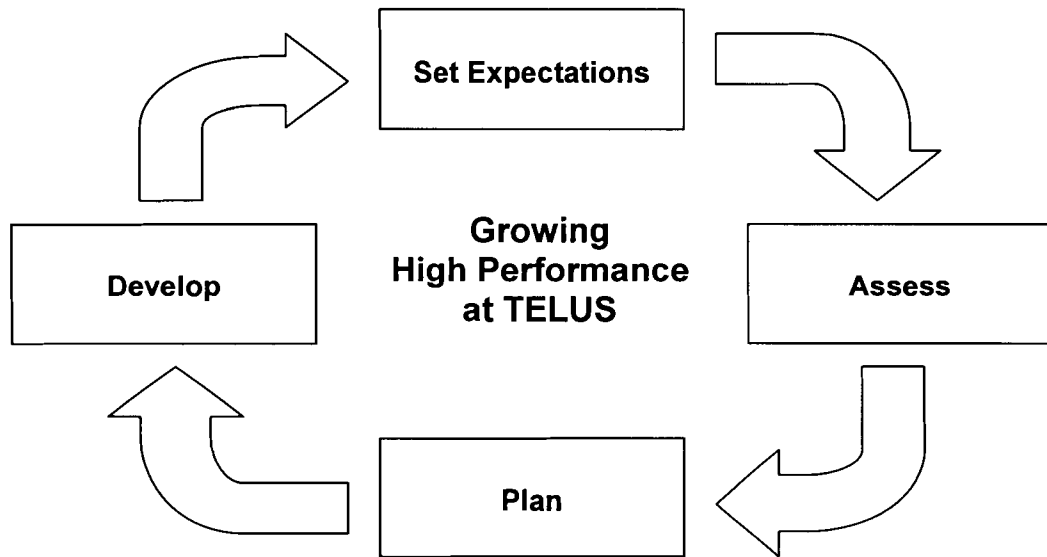 Set Expectations
Growing
High Performance
at TELUS
Develop
Assess
Plan